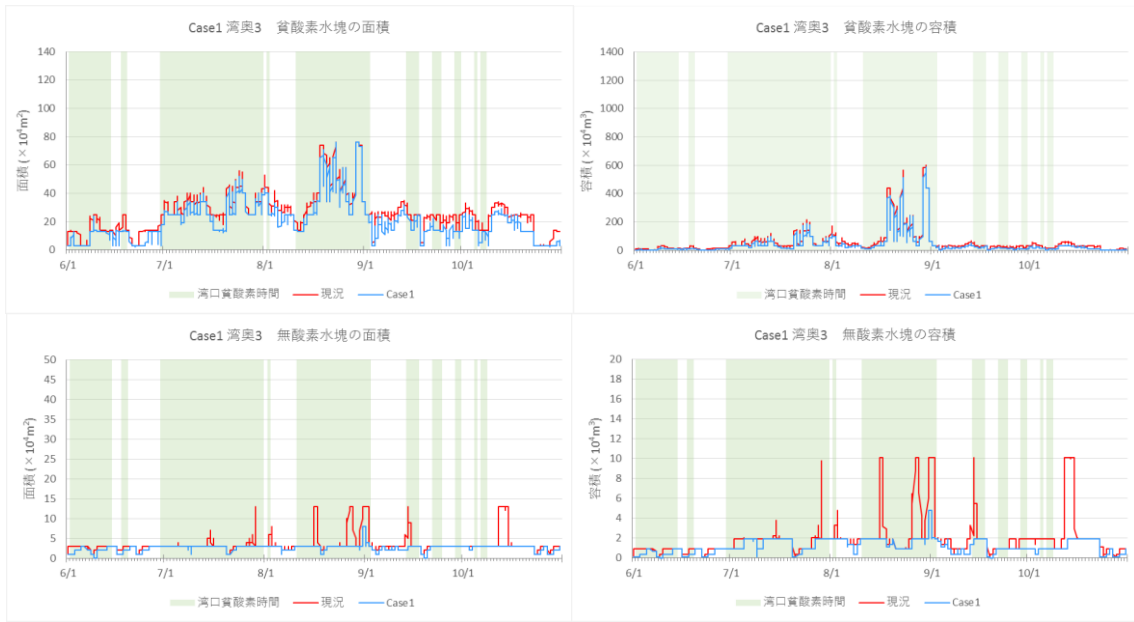 Case1 湾奥3　貧酸素水塊の面積
面積 (×10⁴m²)
140
120
100
80
60
40
20
0
6/1 7/1 8/1 9/1 10/1
湾口貧酸素時間 現況 Case1
Case1 湾奥3　貧酸素水塊の容積
容積 (×10⁴m³)
1400
1200
1000
800
600
400
200
0
6/1 7/1 8/1 9/1 10/1
湾口貧酸素時間 現況 Case1
Case1 湾奥3　無酸素水塊の面積
面積 (×10⁴m²)
50
45
40
35
30
25
20
15
10
5
0
6/1 7/1 8/1 9/1 10/1
湾口貧酸素時間 現況 Case1
Case1 湾奥3　無酸素水塊の容積
容積 (×10⁴m³)
20
18
16
14
12
10
8
6
4
2
0
6/1 7/1 8/1 9/1 10/1
湾口貧酸素時間 現況 Case1